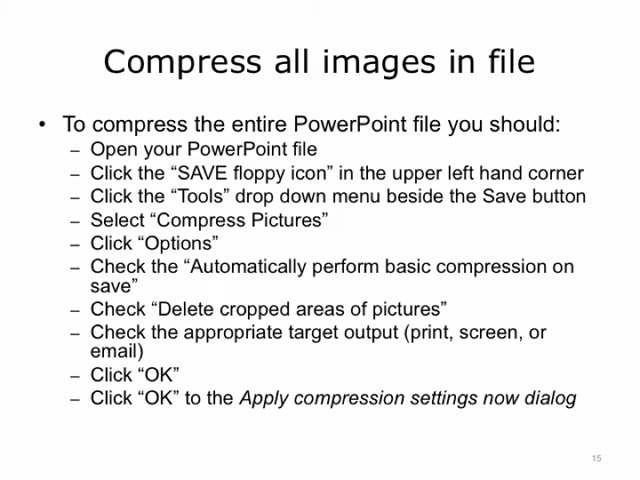 Compress all images in file
• To compress the entire PowerPoint file you should:
– Open your PowerPoint file
– Click the “SAVE floppy icon” in the upper left hand corner
– Click the “Tools” drop down menu beside the Save button
– Select “Compress Pictures”
– Click “Options”
– Check the “Automatically perform basic compression on
save”
– Check “Delete cropped areas of pictures”
– Check the appropriate target output (print, screen, or
email)
– Click “OK”
– Click “OK” to the Apply compression settings now dialog
15